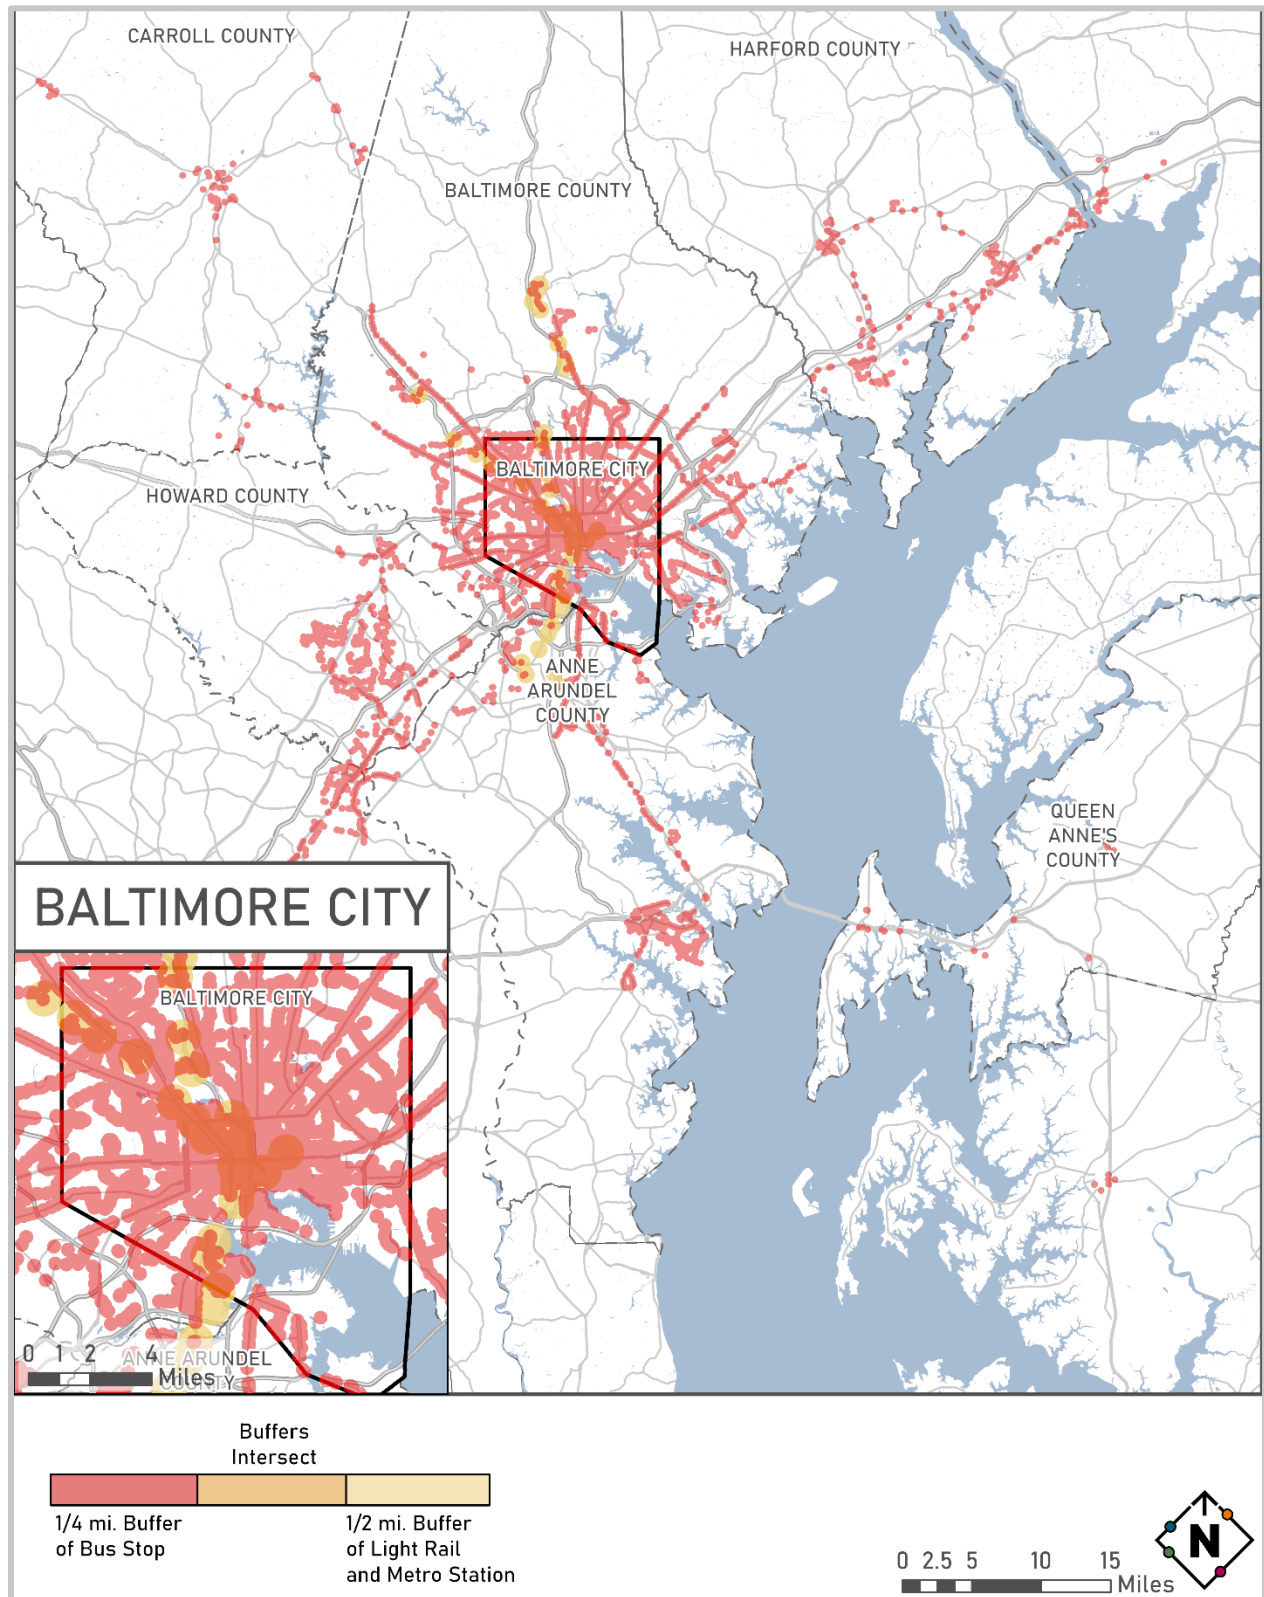 CARROLL COUNTY
HARFORD COUNTY
BALTIMORE COUNTY
BALTIMORE CITY
HOWARD COUNTY
ANNE
ARUNDEL
COUNTY
QUEEN
ANNE'S
COUNTY
BALTIMORE CITY
BALTIMORE CITY
0 1 2 4
Miles
ANNE ARUNDEL
COUNTY
Buffers
Intersect
1/4 mi. Buffer
of Bus Stop
1/2 mi. Buffer
of Light Rail
and Metro Station
0 2.5 5 10 15
Miles
N